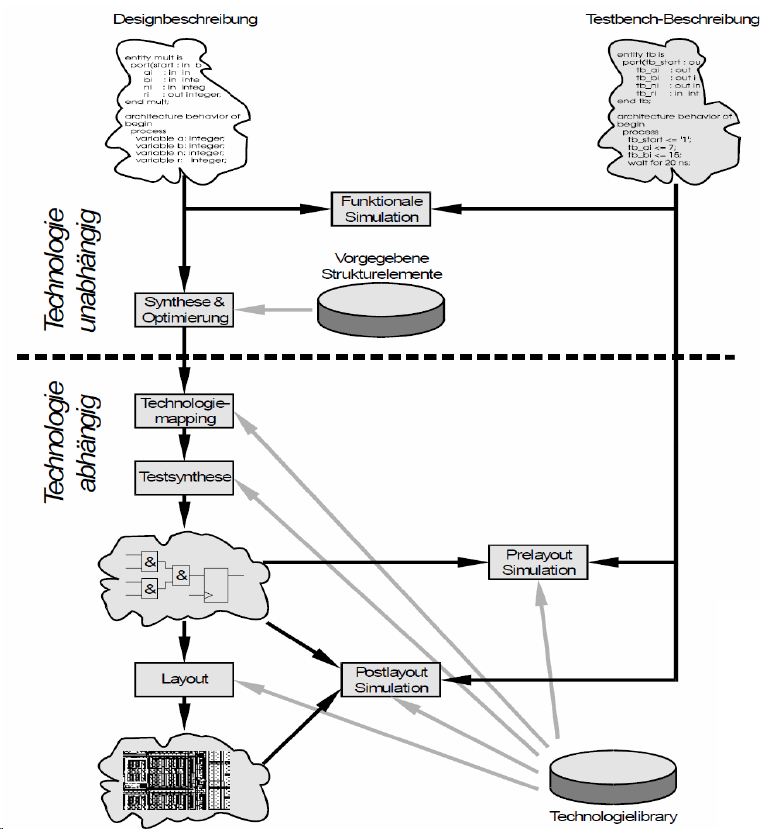 Designbeschreibung
Testbench-Beschreibung
entity mult is
port(start : in b
ai : in in
bi : in inte
ni : in integ
ri : out integer;
end mult;
architecture behavior of
begin
process
variable a: integer;
variable b: integer;
variable n: integer;
variable r: integer;
entity tb is
port(tb_start : ou
tb_ai : out
tb_bi : out i
tb_ni : out in
tb_ri : in int
end tb;
architecture behavior of
begin
process
tb_start <= '1';
tb_ai <= 7;
tb_bi <= 15;
wait for 20 ns;
Technologie
unabhängig
Funktionale
Simulation
Vorgegebene
Strukturelemente
Synthese &
Optimierung
Technologie
abhängig
Technologie-
mapping
Testsynthese
&
&
&
Prelayout
Simulation
Layout
Postlayout
Simulation
Technologielibrary